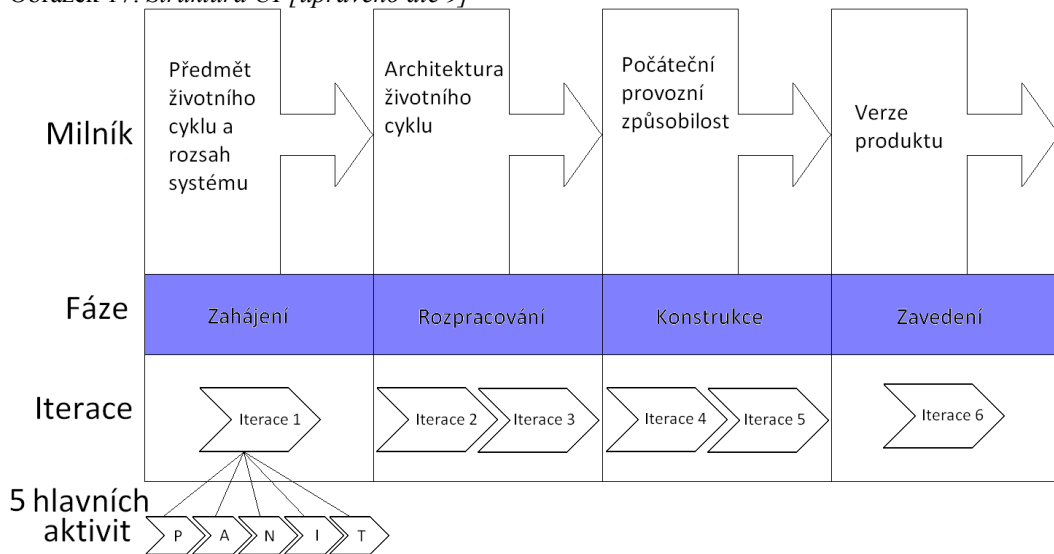 Obrázek 17: Struktura UP [upraveno dle 9]
Milník
Předmět
životního
cyklu a
rozsah
systému
Architektura
životního
cyklu
Počáteční
provozní
způsobilost
Verze
produktu
Fáze
Zahájení
Rozpracování
Konstrukce
Zavedení
Iterace
Iterace 1
Iterace 2
Iterace 3
Iterace 4
Iterace 5
Iterace 6
5 hlavních
aktivit
P
A
N
I
T